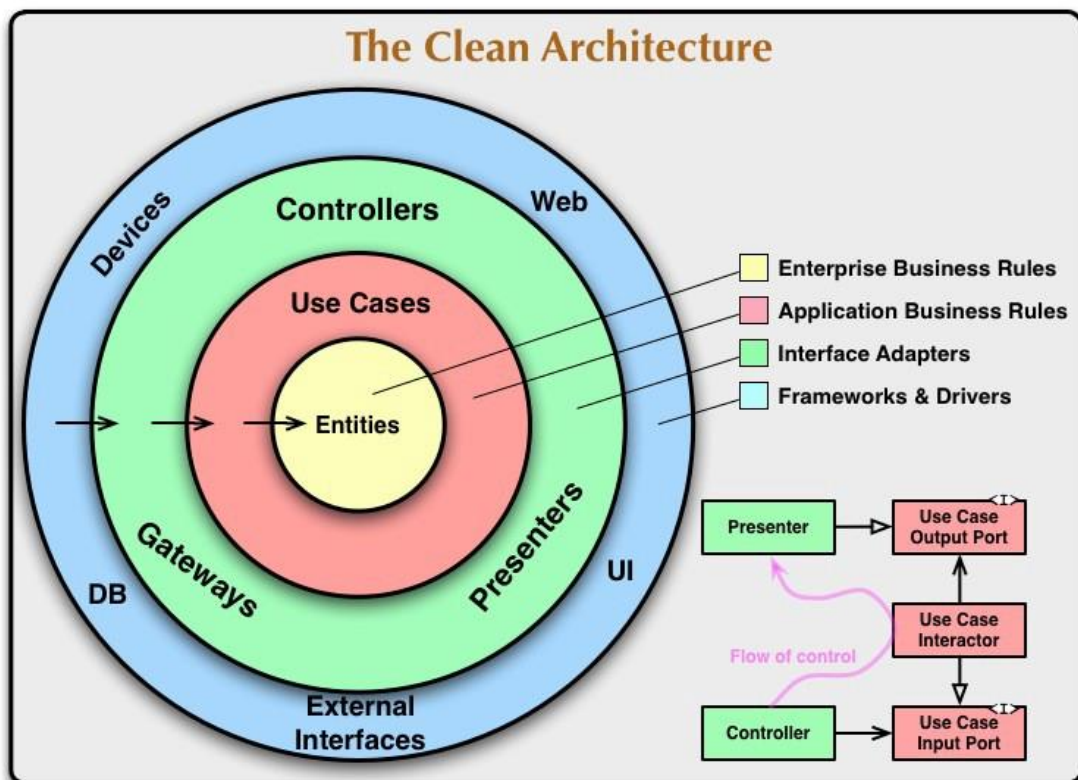 The Clean Architecture
Devices
Web
Controllers
Use Cases
Entities
Gateways
Presenters
DB
UI
External
Interfaces
Enterprise Business Rules
Application Business Rules
Interface Adapters
Frameworks & Drivers
Presenter
<I>
Use Case
Output Port
Use Case
Interactor
Flow of control
Controller
<I>
Use Case
Input Port